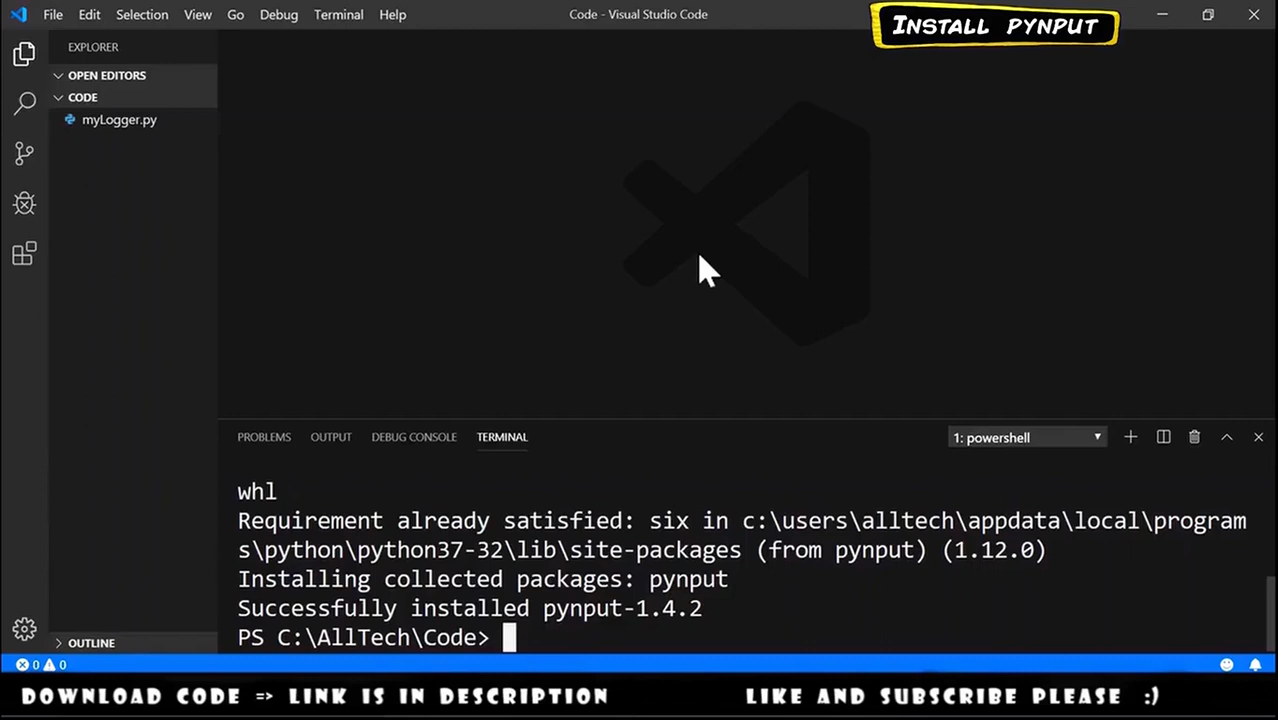 File Edit Selection View Go Debug Terminal Help
Code - Visual Studio Code
INSTALL PYNPUT
EXPLORER
OPEN EDITORS
CODE
myLogger.py
PROBLEMS OUTPUT DEBUG CONSOLE TERMINAL
1: powershell
whl
Requirement already satisfied: six in c:\users\alltech\appdata\local\program
s\python\python37-32\lib\site-packages (from pynput) (1.12.0)
Installing collected packages: pynput
Successfully installed pynput-1.4.2
PS C:\AllTech\Code>
OUTLINE
0 0
DOWNLOAD CODE => LINK IS IN DESCRIPTION
LIKE AND SUBSCRIBE PLEASE :)